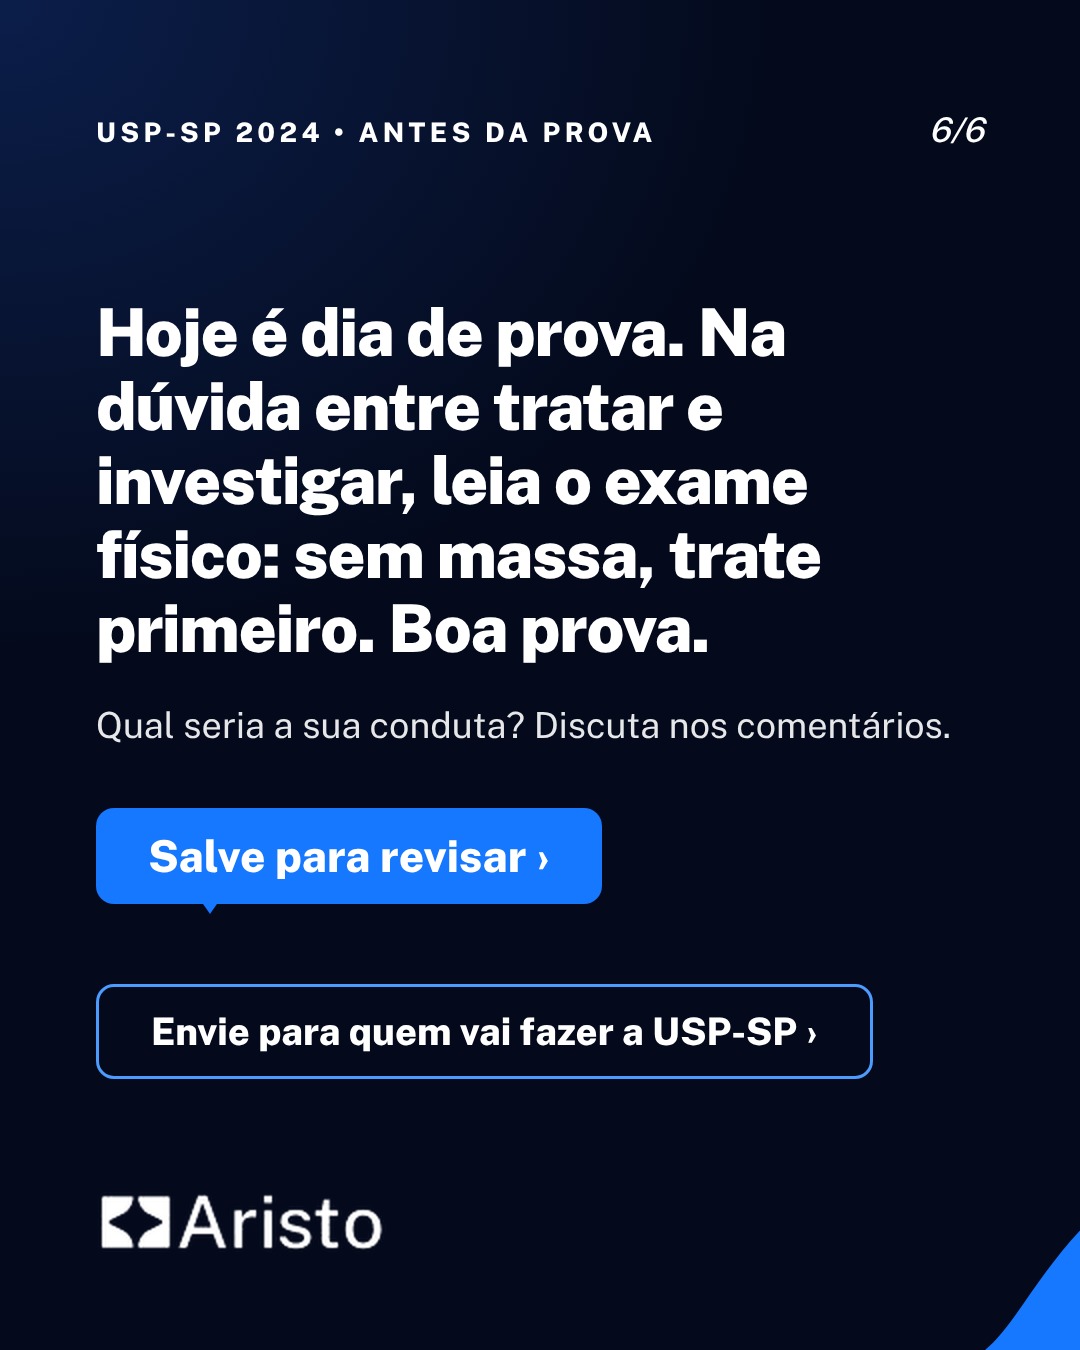 USP-SP 2024 • ANTES DA PROVA
6/6
Hoje é dia de prova. Na
dúvida entre tratar e
investigar, leia o exame
físico: sem massa, trate
primeiro. Boa prova.
Qual seria a sua conduta? Discuta nos comentários.
Salve para revisar ›
Envie para quem vai fazer a USP-SP ›
Aristo